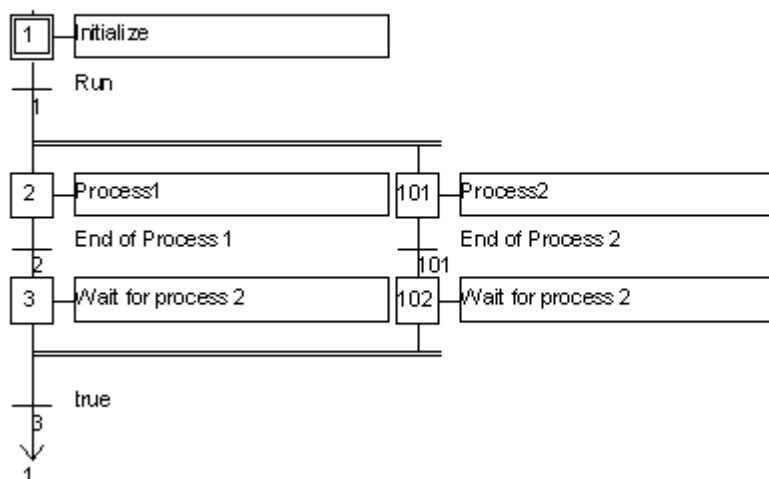 1 Initialize
Run
1
2 Process1 101 Process2
End of Process 1 End of Process 2
2 101
3 Wait for process 2 102 Wait for process 2
true
3
1